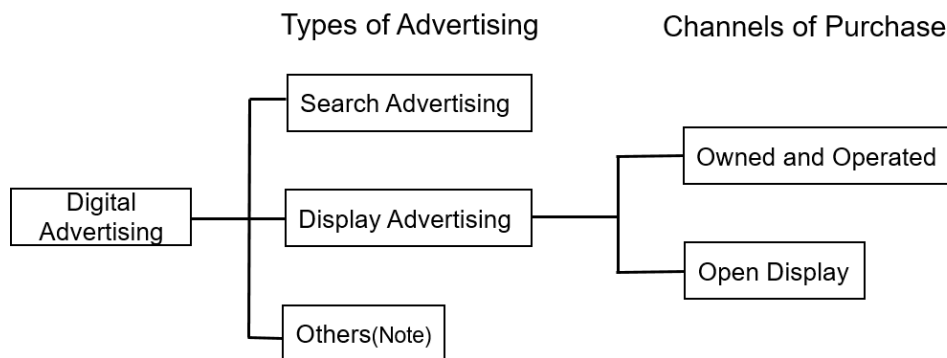 Types of Advertising
Channels of Purchase
Search Advertising
Owned and Operated
Digital
Advertising
Display Advertising
Open Display
Others(Note)